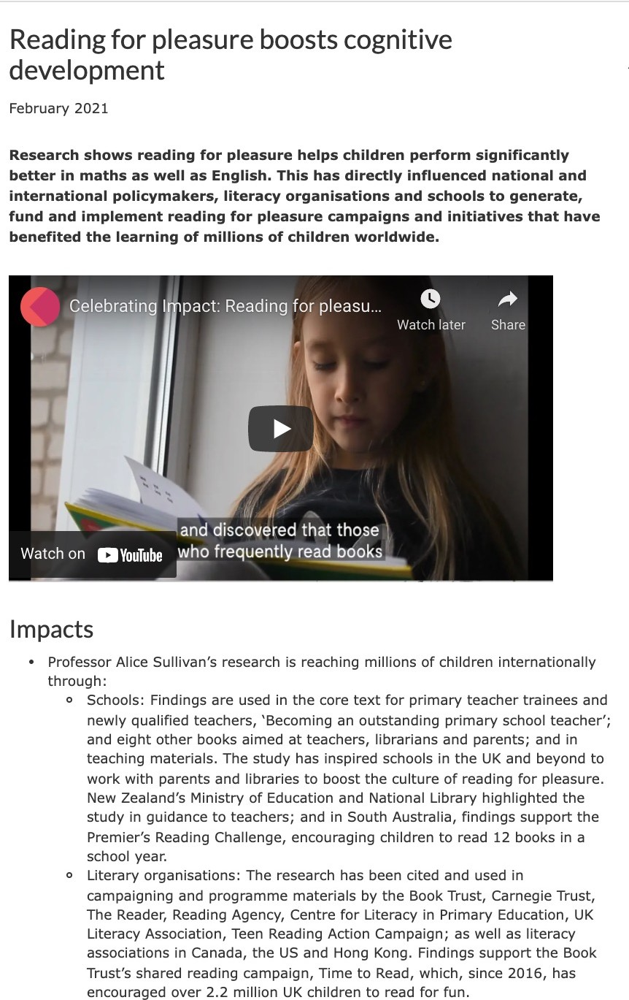 Reading for pleasure boosts cognitive
development
February 2021
Research shows reading for pleasure helps children perform significantly
better in maths as well as English. This has directly influenced national and
international policymakers, literacy organisations and schools to generate,
fund and implement reading for pleasure campaigns and initiatives that have
benefited the learning of millions of children worldwide.
Celebrating Impact: Reading for pleasu...
Watch later
Share
and discovered that those
who frequently read books
Watch on YouTube
Impacts
• Professor Alice Sullivan’s research is reaching millions of children internationally
through:
o Schools: Findings are used in the core text for primary teacher trainees and
newly qualified teachers, ‘Becoming an outstanding primary school teacher’;
and eight other books aimed at teachers, librarians and parents; and in
teaching materials. The study has inspired schools in the UK and beyond to
work with parents and libraries to boost the culture of reading for pleasure.
New Zealand’s Ministry of Education and National Library highlighted the
study in guidance to teachers; and in South Australia, findings support the
Premier’s Reading Challenge, encouraging children to read 12 books in a
school year.
o Literary organisations: The research has been cited and used in
campaigning and programme materials by the Book Trust, Carnegie Trust,
The Reader, Reading Agency, Centre for Literacy in Primary Education, UK
Literacy Association, Teen Reading Action Campaign; as well as literacy
associations in Canada, the US and Hong Kong. Findings support the Book
Trust’s shared reading campaign, Time to Read, which, since 2016, has
encouraged over 2.2 million UK children to read for fun.